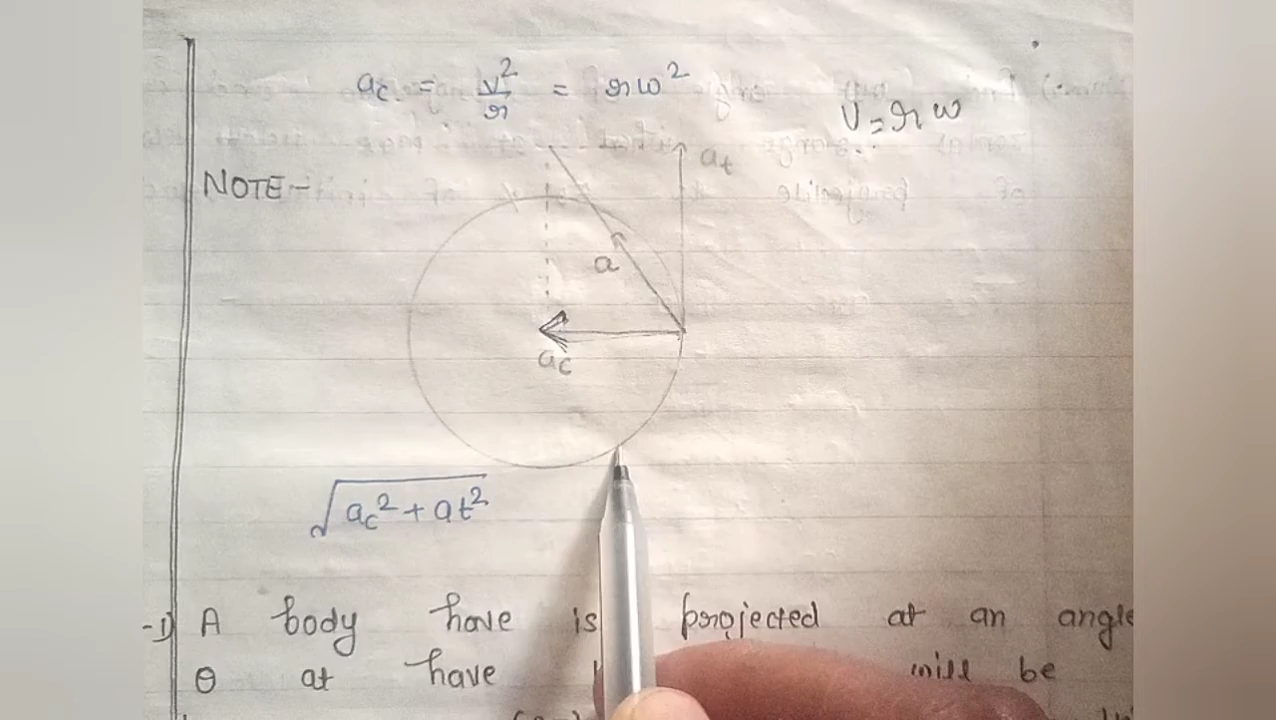 ac = v²/r = rω²
v = rω
NOTE:-
at
a
ac
√ac² + at²
-1) A body have is projected at an angle
θ at have will be